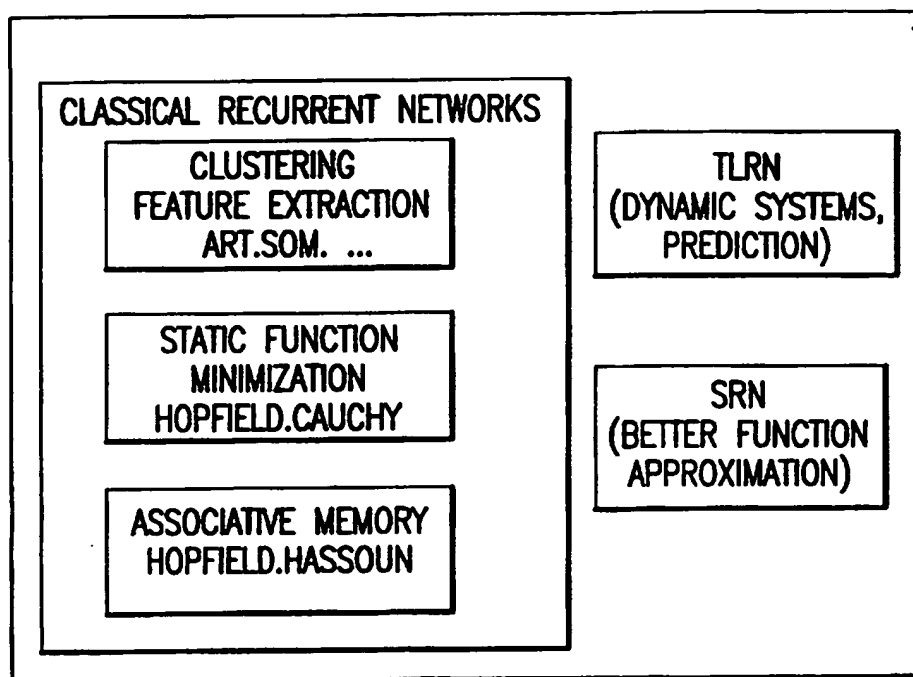 CLASSICAL RECURRENT NETWORKS
CLUSTERING
FEATURE EXTRACTION
ART.SOM. ...
STATIC FUNCTION
MINIMIZATION
HOPFIELD.CAUCHY
ASSOCIATIVE MEMORY
HOPFIELD.HASSOUN
TLRN
(DYNAMIC SYSTEMS,
PREDICTION)
SRN
(BETTER FUNCTION
APPROXIMATION)